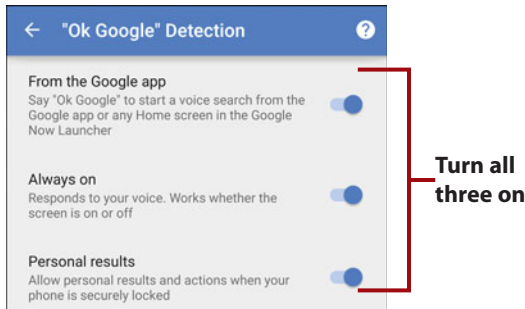 "Ok Google" Detection
From the Google app
Say "Ok Google" to start a voice search from the
Google app or any Home screen in the Google
Now Launcher
Always on
Responds to your voice. Works whether the
screen is on or off
Personal results
Allow personal results and actions when your
phone is securely locked
Turn all
three on